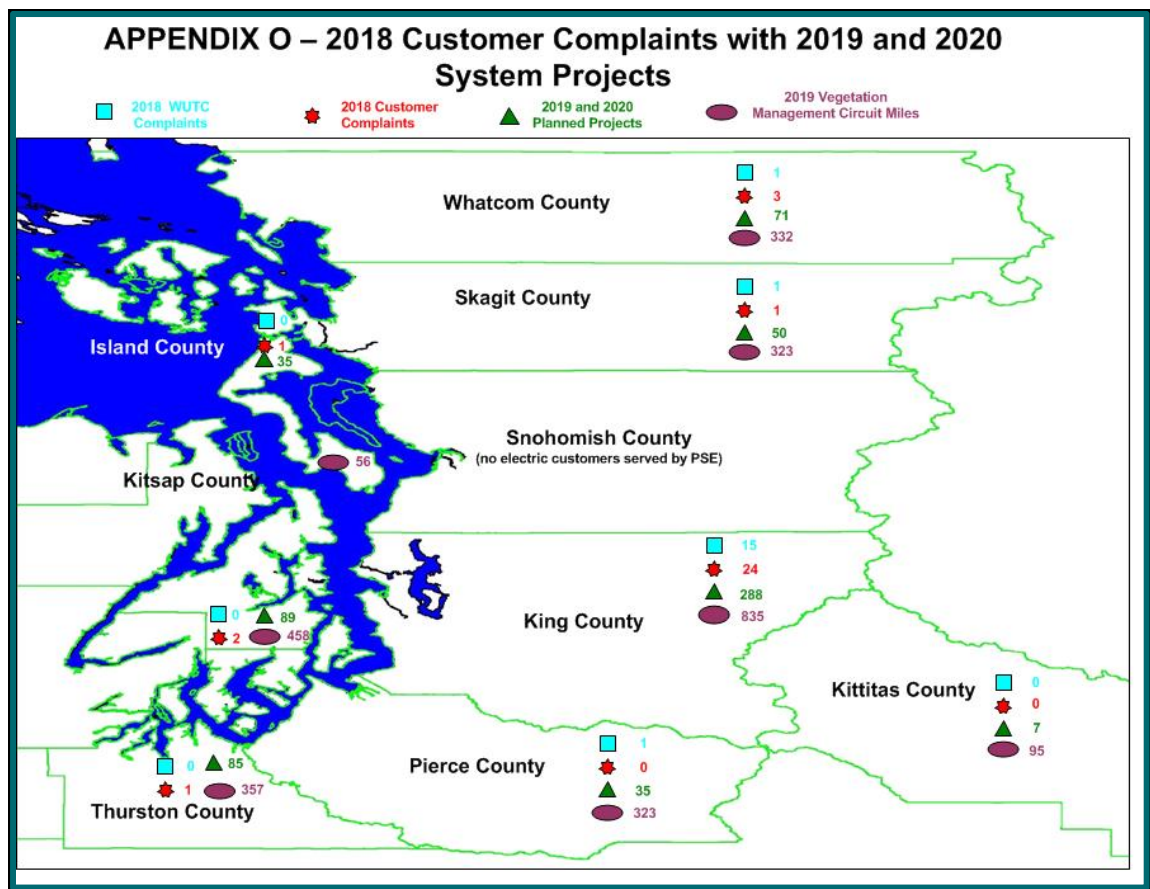 APPENDIX O – 2018 Customer Complaints with 2019 and 2020
System Projects
2018 WUTC
Complaints
2018 Customer
Complaints
2019 and 2020
Planned Projects
2019 Vegetation
Management Circuit Miles
Whatcom County
1
3
71
332
Skagit County
1
1
50
323
Island County
0
1
35
56
Snohomish County
(no electric customers served by PSE)
Kitsap County
0
89
2
458
King County
15
24
288
835
Kittitas County
0
0
7
95
Pierce County
1
0
35
323
Thurston County
0
85
1
357